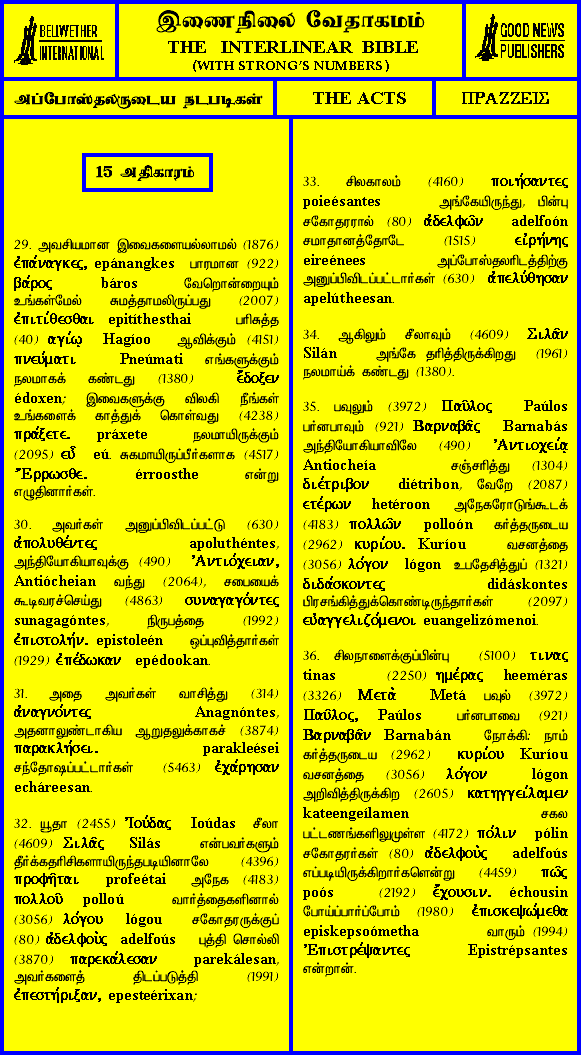 BELLWETHER
INTERNATIONAL
இணைநிலை வேதாகமம்
THE INTERLINEAR BIBLE
(WITH STRONG'S NUMBERS)
GOOD NEWS
PUBLISHERS
அப்போஸ்தலருடைய நடபடிகள்
THE ACTS
ΠΡΑΖΖΕΙΣ
15 அதிகாரம்
29. அவசியமான இவைகளையல்லாமல் (1876)
ἐπάναγκες, epánangkes பாரமான (922)
βάρος báros வேறொன்றையும்
உங்கள்மேல் சுமத்தாமலிருப்பது (2007)
ἐπιτίθεσθαι epitíthesthai பரிசுத்த
(40) αγίῳ Hagíoo ஆவிக்கும் (4151)
πνεύματι Pneúmati எங்களுக்கும்
நலமாகக் கண்டது (1380) ἔδοξεν
édoxen; இவைகளுக்கு விலகி நீங்கள்
உங்களைக் காத்துக் கொள்வது (4238)
πράξετε. práxete நலமாயிருக்கும்
(2095) εὖ eú. சுகமாயிருப்பீர்களாக (4517)
Ἔρρωσθε. érroosthe என்று
எழுதினார்கள்.
30. அவர்கள் அனுப்பிவிடப்பட்டு (630)
ἀπολυθέντες apoluthéntes,
அந்தியோகியாவுக்கு (490) Ἀντιόχειαν,
Antiócheian வந்து (2064), சபையைக்
கூடிவரச்செய்து (4863) συναγαγόντες
sunagagóntes, நிருபத்தை (1992)
ἐπιστολήν. epistoleén ஒப்புவித்தார்கள்
(1929) ἐπέδωκαν epédookan.
31. அதை அவர்கள் வாசித்து (314)
ἀναγνόντες Anagnóntes,
அதனாலுண்டாகிய ஆறுதலுக்காகச் (3874)
παρακλήσει. parakleései
சந்தோஷப்பட்டார்கள் (5463) ἐχάρησαν
echáreesan.
32. யூதா (2455) Ἰούδας Ioúdas சீலா
(4609) Σιλᾶς Silás என்பவர்களும்
தீர்க்கதரிசிகளாயிருந்தபடியினாலே (4396)
προφῆται profeétai அநேக (4183)
πολλοῦ polloú வார்த்தைகளினால்
(3056) λόγου lógou சகோதரருக்குப்
(80) ἀδελφοὺς adelfoús புத்தி சொல்லி
(3870) παρεκάλεσαν parekálesan,
அவர்களைத் திடப்படுத்தி (1991)
ἐπεστήριξαν, epesteérixan;
33. சிலகாலம் (4160) ποιήσαντες
poieésantes அங்கேயிருந்து, பின்பு
சகோதரரால் (80) ἀδελφῶν adelfoón
சமாதானத்தோடே (1515) εἰρήνης
eireénees அப்போஸ்தலரிடத்திற்கு
அனுப்பிவிடப்பட்டார்கள் (630) ἀπελύθησαν
apelútheesan.
34. ஆகிலும் சீலாவும் (4609) Σιλᾶν
Silán அங்கே தரித்திருக்கிறது (1961)
நலமாய்க் கண்டது (1380).
35. பவுலும் (3972) Παῦλος Paúlos
பர்னபாவும் (921) Βαρναβᾶς Barnabás
அந்தியோகியாவிலே (490) Ἀντιοχείᾳ
Antiocheía சஞ்சரித்து (1304)
διέτριβον diétribon, வேறே (2087)
ετέρων hetéroon அநேகரோடுங்கூடக்
(4183) πολλῶν polloón கர்த்தருடைய
(2962) κυρίου. Kuríou வசனத்தை
(3056) λόγον lógon உபதேசித்துப் (1321)
διδάσκοντες didáskontes
பிரசங்கித்துக்கொண்டிருந்தார்கள் (2097)
εὐαγγελιζόμενοι euangelizómenoi.
36. சிலநாளைக்குப்பின்பு (5100) τινας
tinas (2250) ημέρας heeméras
(3326) Μετὰ Metá பவுல் (3972)
Παῦλος, Paúlos பர்னபாவை (921)
Βαρναβᾶν Barnabán நோக்கி: நாம்
கர்த்தருடைய (2962) κυρίου Kuríou
வசனத்தை (3056) λόγον lógon
அறிவித்திருக்கிற (2605) κατηγγείλαμεν
kateengeílamen சகல
பட்டணங்களிலுமுள்ள (4172) πόλιν pólin
சகோதரர்கள் (80) ἀδελφοὺς adelfoús
எப்படியிருக்கிறார்களென்று (4459) πῶς
poós (2192) ἔχουσιν. échousin
போய்ப்பார்ப்போம் (1980) ἐπισκεψώμεθα
episkepsoómetha வாரும் (1994)
Ἐπιστρέψαντες Epistrépsantes
என்றான்.